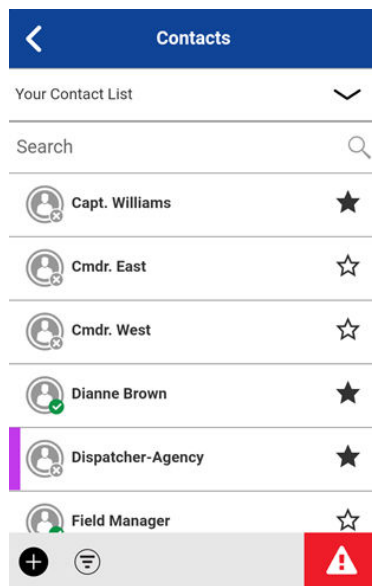 Contacts
Your Contact List
Search
Capt. Williams
Cmdr. East
Cmdr. West
Dianne Brown
Dispatcher-Agency
Field Manager